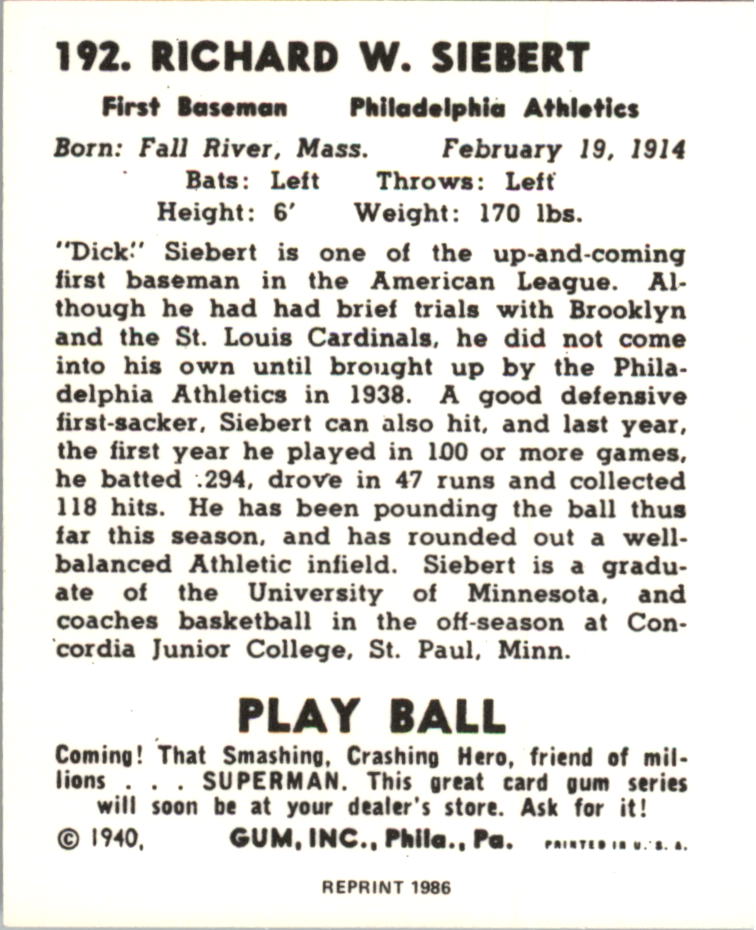 192. RICHARD W. SIEBERT
First Baseman Philadelphia Athletics
Born: Fall River, Mass. February 19, 1914
Bats: Left Throws: Left
Height: 6' Weight: 170 lbs.
"Dick" Siebert is one of the up-and-coming
first baseman in the American League. Al-
though he had had brief trials with Brooklyn
and the St. Louis Cardinals, he did not come
into his own until brought up by the Phila-
delphia Athletics in 1938. A good defensive
first-sacker, Siebert can also hit, and last year,
the first year he played in 100 or more games,
he batted .294, drove in 47 runs and collected
118 hits. He has been pounding the ball thus
far this season, and has rounded out a well-
balanced Athletic infield. Siebert is a gradu-
ate of the University of Minnesota, and
coaches basketball in the off-season at Con-
cordia Junior College, St. Paul, Minn.
PLAY BALL
Coming! That Smashing, Crashing Hero, friend of mil-
lions . . . SUPERMAN. This great card gum series
will soon be at your dealer's store. Ask for it!
© 1940, GUM, INC., Phila., Pa. PRINTED IN U. S. A.
REPRINT 1986